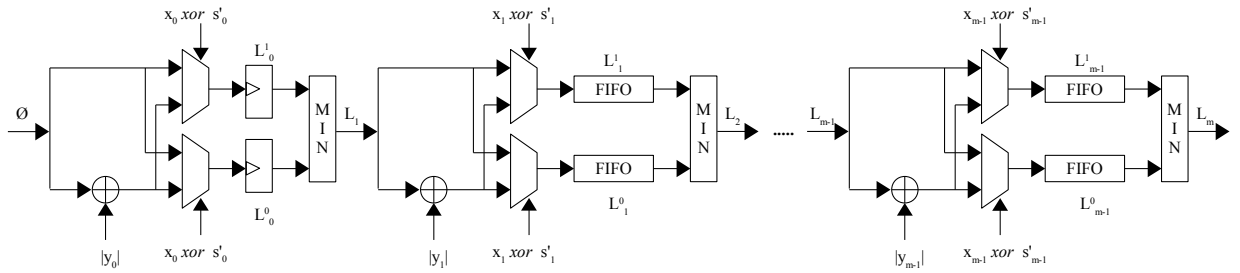 x₀ xor s'₀
x₁ xor s'₁
xₘ₋₁ xor s'ₘ₋₁
L¹₀
L¹₁
L¹ₘ₋₁
FIFO
FIFO
Ø
MIN
L₁
MIN
L₂
.....
Lₘ₋₁
MIN
Lₘ
FIFO
FIFO
L⁰₀
L⁰₁
L⁰ₘ₋₁
|y₀|
x₀ xor s'₀
|y₁|
x₁ xor s'₁
|yₘ₋₁|
xₘ₋₁ xor s'ₘ₋₁